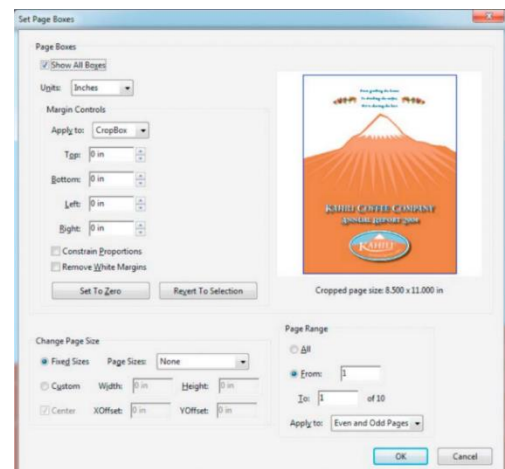 Set Page Boxes
Page Boxes
Show All Boxes
Units: Inches
Margin Controls
Apply to: CropBox
Top: 0 in
Bottom: 0 in
Left: 0 in
Right: 0 in
Constrain Proportions
Remove White Margins
Set To Zero Revert To Selection
KAHILI COFFEE COMPANY
ANNUAL REPORT
KAHILI
Cropped page size: 8.500 x 11.000 in
Change Page Size
Fixed Sizes Page Sizes: None
Custom Width: 0 in Height: 0 in
Center XOffset: 0 in YOffset: 0 in
Page Range
All
From: 1
To: 1 of 10
Apply to: Even and Odd Pages
OK Cancel